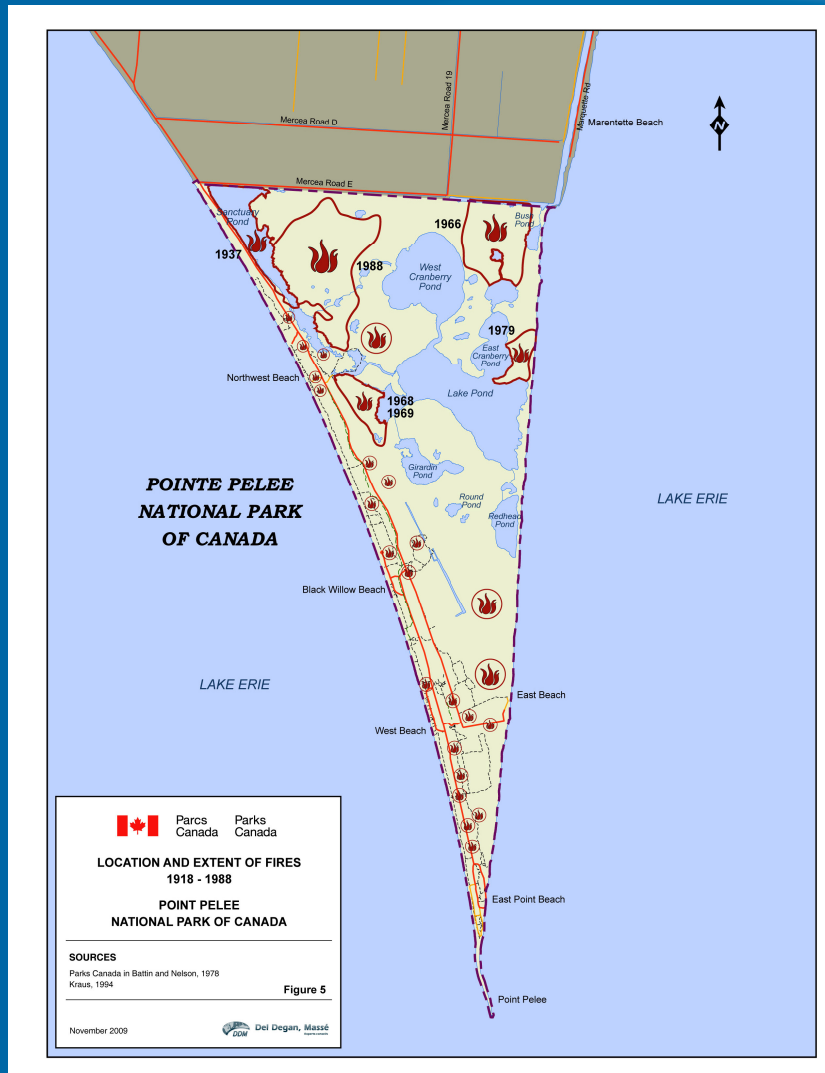 Mercea Road 19
Marquette Rd
Mercea Road D
Marentette Beach
N
Mercea Road E
Sanctuary
Pond
1937
1988
1966
Bush
Pond
West
Cranberry
Pond
1979
East
Cranberry
Pond
Northwest Beach
Lake Pond
1968
1969
Girardin
Pond
POINTE PELEE
NATIONAL PARK
OF CANADA
Round
Pond
Redhead
Pond
LAKE ERIE
Black Willow Beach
LAKE ERIE
East Beach
West Beach
East Point Beach
Point Pelee
Parcs
Canada
Parks
Canada
LOCATION AND EXTENT OF FIRES
1918 - 1988
POINT PELEE
NATIONAL PARK OF CANADA
SOURCES
Parks Canada in Battin and Nelson, 1978
Kraus, 1994
Figure 5
November 2009
DDM
Del Degan, Massé